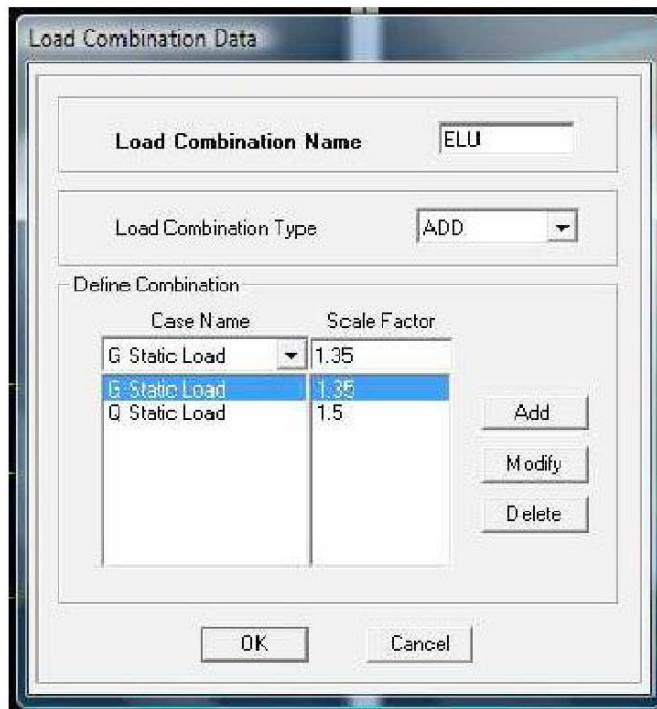 Load Combination Data
Load Combination Name ELU
Load Combination Type ADD
Define Combination
Case Name Scale Factor
G Static Load 1.35
G Static Load 1.35
Q Static Load 1.5
Add
Modify
Delete
OK Cancel